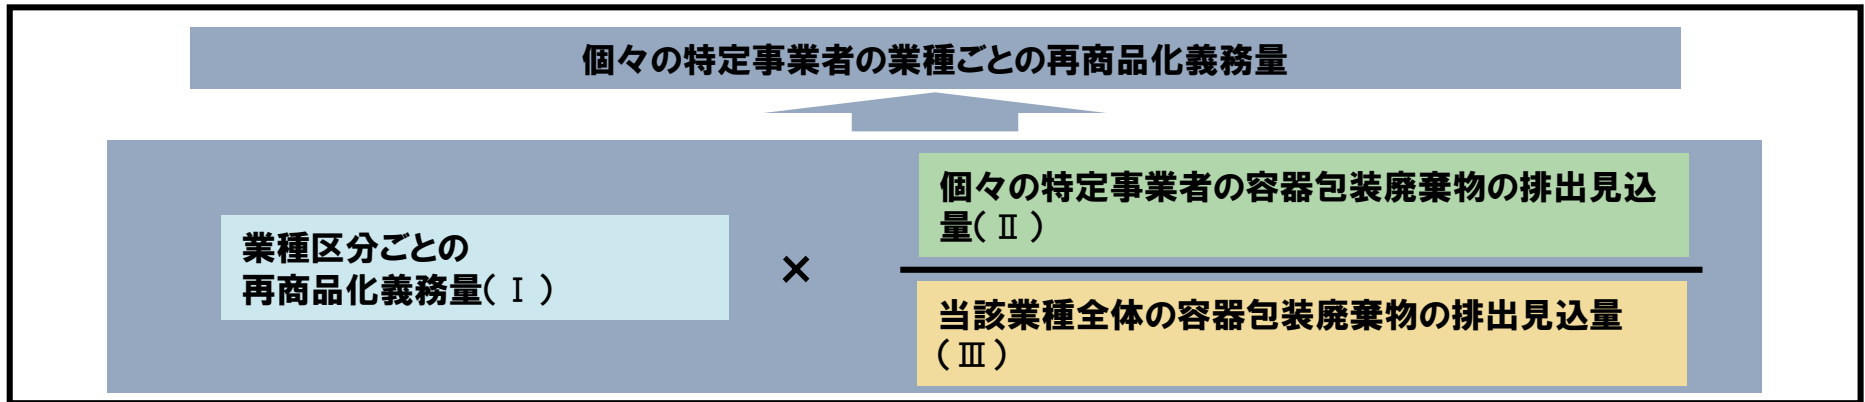 個々の特定事業者の業種ごとの再商品化義務量
業種区分ごとの
再商品化義務量(Ⅰ)
×
個々の特定事業者の容器包装廃棄物の排出見込
量(Ⅱ)
当該業種全体の容器包装廃棄物の排出見込量
(Ⅲ)